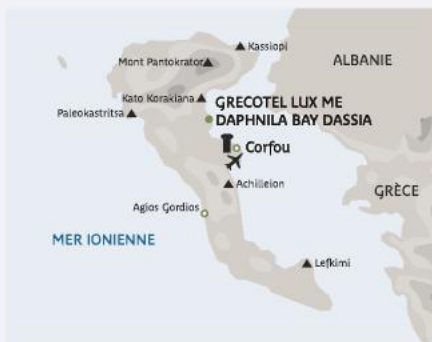 Kassiopi
ALBANIE
Mont Pantokrator
Kato Korakiana
GRECOTEL LUX ME
DAPHNILA BAY DASSIA
Paleokastritsa
Corfou
Achilleion
GRÈCE
Agios Gordios
MER IONIENNE
Lefkimi